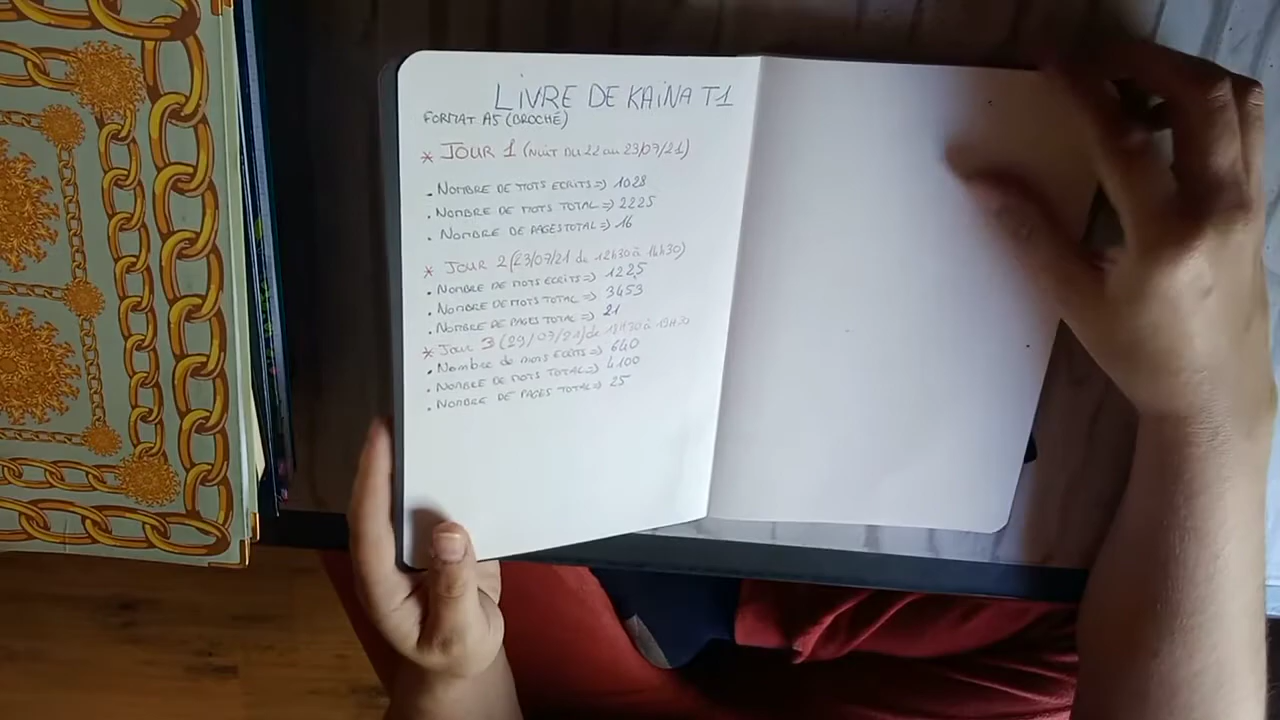 LIVRE DE KAINA T1
FORMAT A5 (BROCHÉ)
* JOUR 1 (NUIT DU 22 au 23/07/21)
. NOMBRE DE MOTS ECRITS => 1028
. NOMBRE DE MOTS TOTAL => 2225
. NOMBRE DE PAGES TOTAL => 16
* JOUR 2 (23/07/21 de 12h30 à 14h30)
. NOMBRE DE MOTS ECRITS => 1225
. NOMBRE DE MOTS TOTAL => 3453
. NOMBRE DE PAGES TOTAL => 21
* Jour 3 (29/07/21) de à 19H30
. Nombre de mots ECRITS => 640
. NOMBRE DE MOTS TOTAL => 4100
. NOMBRE DE PAGES TOTAL => 25